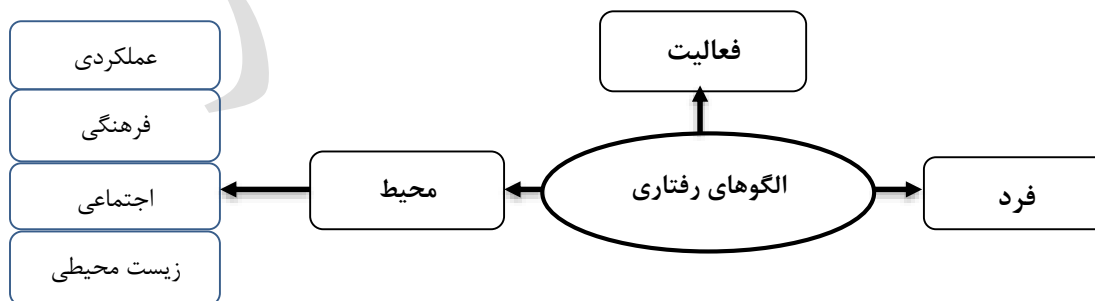 فعالیت
الگوهای رفتاری
فرد
محیط
عملکردی
فرهنگی
اجتماعی
زیست محیطی